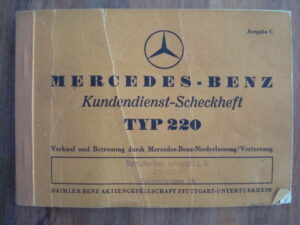 Ausgabe C
MERCEDES-BENZ
Kundendienst-Scheckheft
TYP 220
Verkauf und Betreuung durch Mercedes-Benz-Niederlassung/Vertretung
DAIMLER-BENZ AKTIENGESELLSCHAFT STUTTGART-UNTERTÜRKHEIM